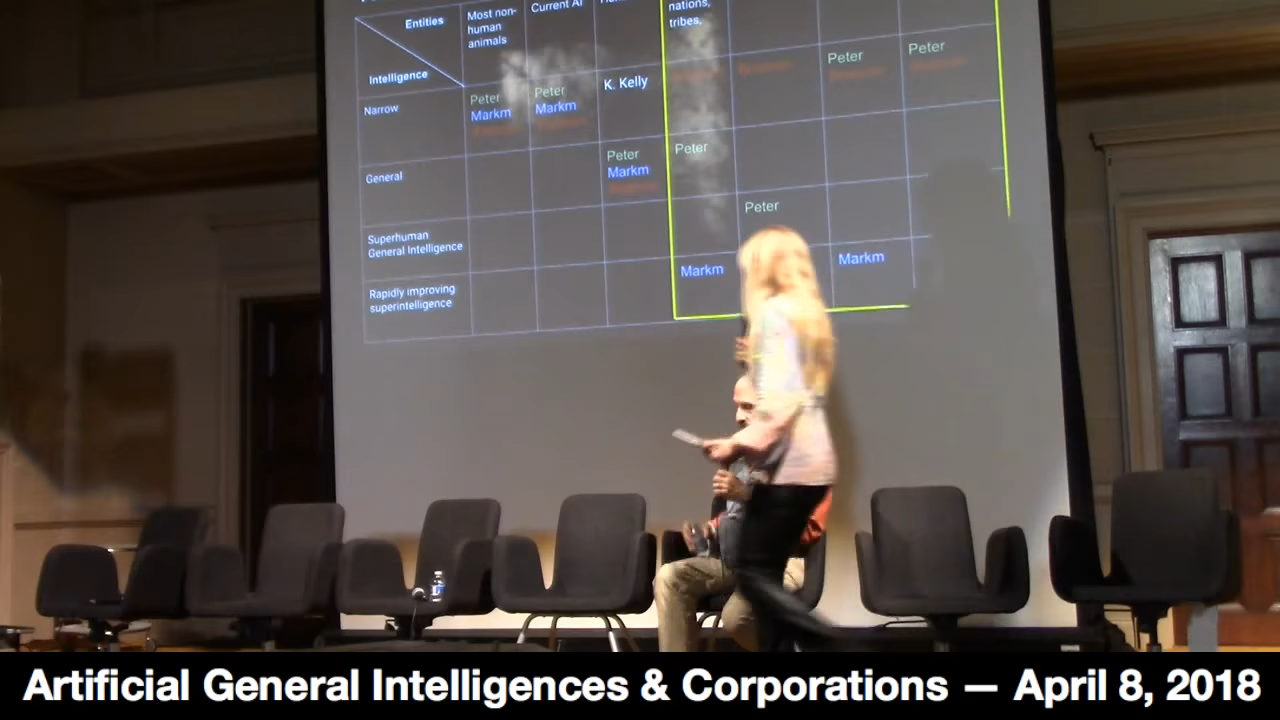 Entities
Most non-
human
animals
Current AI
nations,
tribes,
Intelligence
Narrow
Peter
Markm
Peter
Markm
K. Kelly
Peter
Peter
General
Peter
Markm
Peter
Superhuman
General Intelligence
Peter
Rapidly improving
superintelligence
Markm
Markm
Artificial General Intelligences & Corporations — April 8, 2018